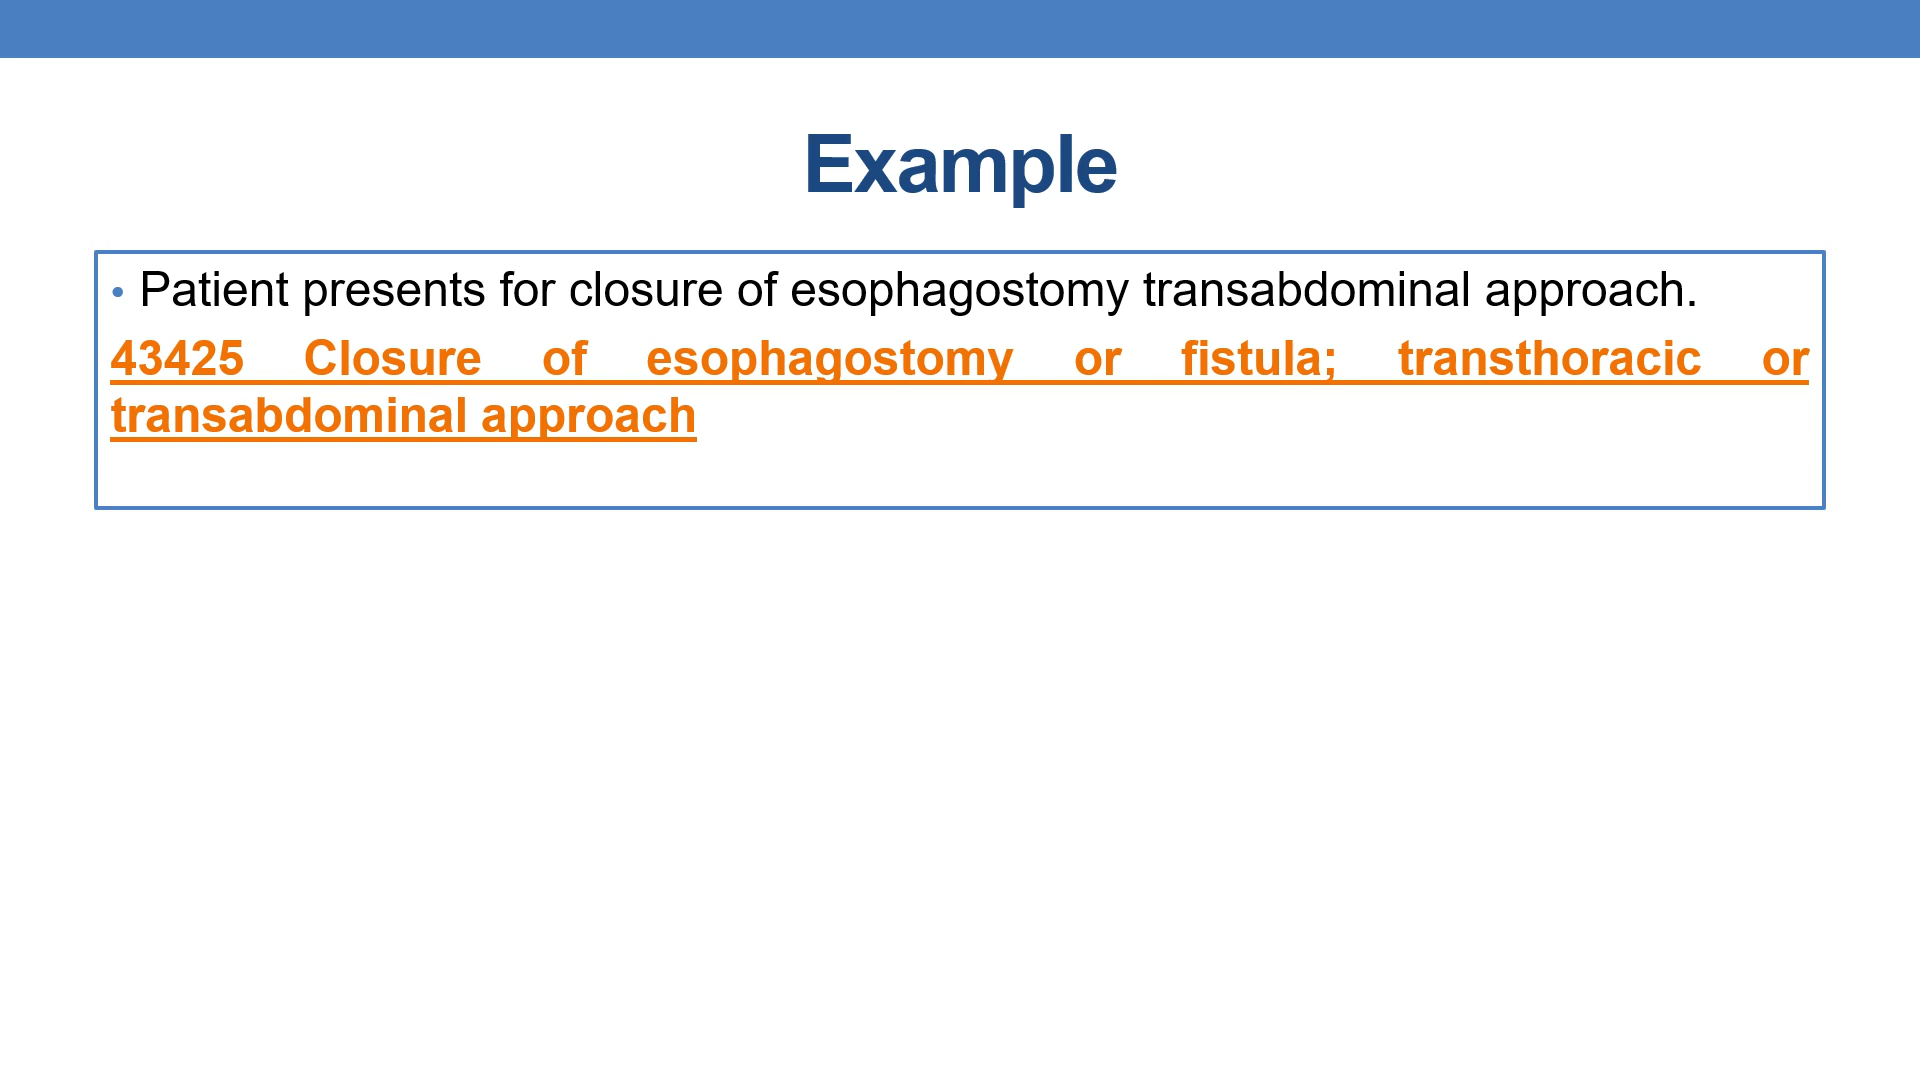 Example
• Patient presents for closure of esophagostomy transabdominal approach.
43425 Closure of esophagostomy or fistula; transthoracic or
transabdominal approach